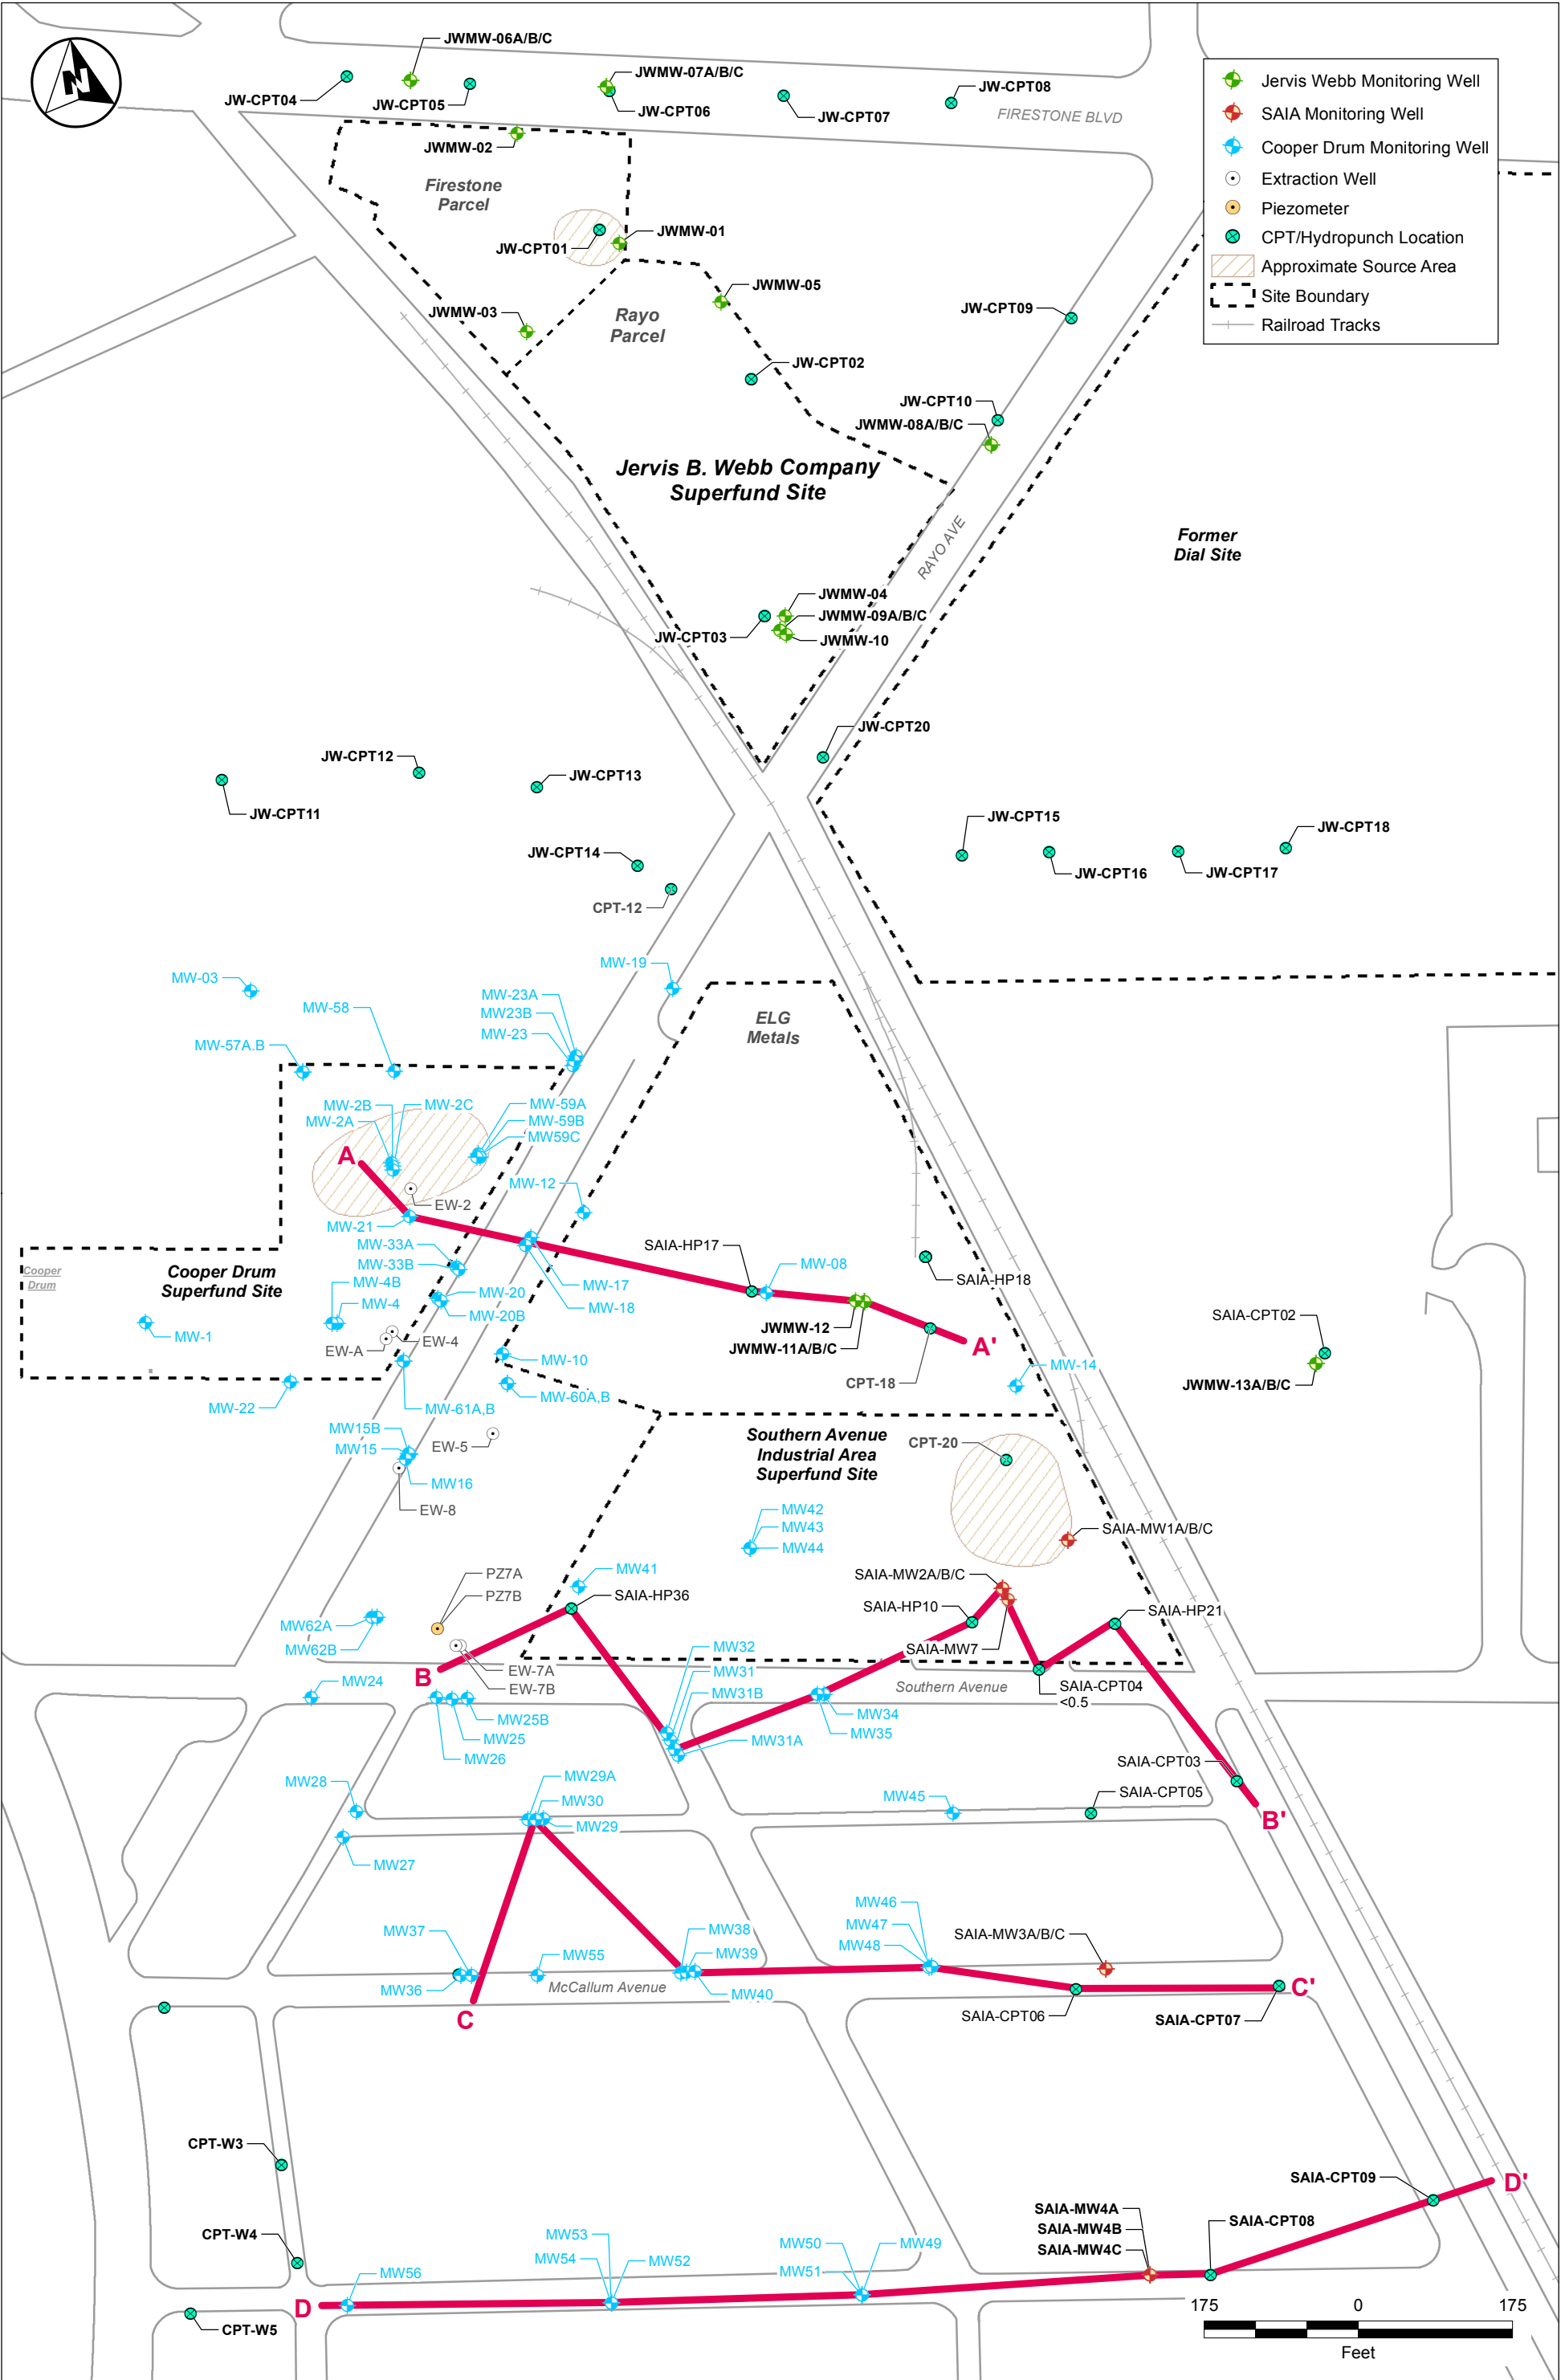 N
JWMW-06A/B/C
JWMW-07A/B/C
JW-CPT04
JW-CPT05
JW-CPT06
JW-CPT07
JW-CPT08
FIRESTONE BLVD
Jervis Webb Monitoring Well
SAIA Monitoring Well
Cooper Drum Monitoring Well
Extraction Well
Piezometer
CPT/Hydropunch Location
Approximate Source Area
Site Boundary
Railroad Tracks
JWMW-02
Firestone
Parcel
JW-CPT01
JWMW-01
JWMW-05
JWMW-03
Rayo
Parcel
JW-CPT09
JW-CPT02
JW-CPT10
JWMW-08A/B/C
Jervis B. Webb Company
Superfund Site
RAYO AVE
Former
Dial Site
JWMW-04
JWMW-09A/B/C
JW-CPT03
JWMW-10
JW-CPT20
JW-CPT12
JW-CPT13
JW-CPT11
JW-CPT14
CPT-12
JW-CPT15
JW-CPT16
JW-CPT17
JW-CPT18
MW-19
MW-03
MW-23A
MW23B
MW-23
MW-58
MW-57A.B
ELG
Metals
MW-2B
MW-2C
MW-2A
MW-59A
MW-59B
MW59C
A
EW-2
MW-12
MW-21
MW-33A
MW-33B
MW-4B
MW-4
MW-20
MW-20B
MW-17
MW-18
SAIA-HP17
MW-08
SAIA-HP18
Cooper
Drum
Cooper Drum
Superfund Site
MW-1
EW-A
EW-4
JWMW-12
JWMW-11A/B/C
A'
CPT-18
MW-14
SAIA-CPT02
JWMW-13A/B/C
MW-10
MW-60A,B
MW-22
MW-61A,B
MW15B
MW15
MW16
EW-5
EW-8
Southern Avenue
Industrial Area
Superfund Site
CPT-20
MW42
MW43
MW44
SAIA-MW1A/B/C
PZ7A
PZ7B
MW41
SAIA-HP36
SAIA-MW2A/B/C
SAIA-HP10
SAIA-HP21
MW62A
MW62B
SAIA-MW7
B
EW-7A
EW-7B
MW32
MW31
MW31B
MW31A
Southern Avenue
SAIA-CPT04
<0.5
MW24
MW25B
MW25
MW26
MW34
MW35
SAIA-CPT03
SAIA-CPT05
B'
MW28
MW29A
MW30
MW29
MW45
MW27
MW37
MW36
MW55
McCallum Avenue
MW38
MW39
MW40
MW46
MW47
MW48
SAIA-MW3A/B/C
C
C'
SAIA-CPT06
SAIA-CPT07
CPT-W3
CPT-W4
CPT-W5
SAIA-CPT09
D'
SAIA-MW4A
SAIA-MW4B
SAIA-MW4C
SAIA-CPT08
MW53
MW54
MW52
MW50
MW49
MW51
MW56
D
175 0 175
Feet